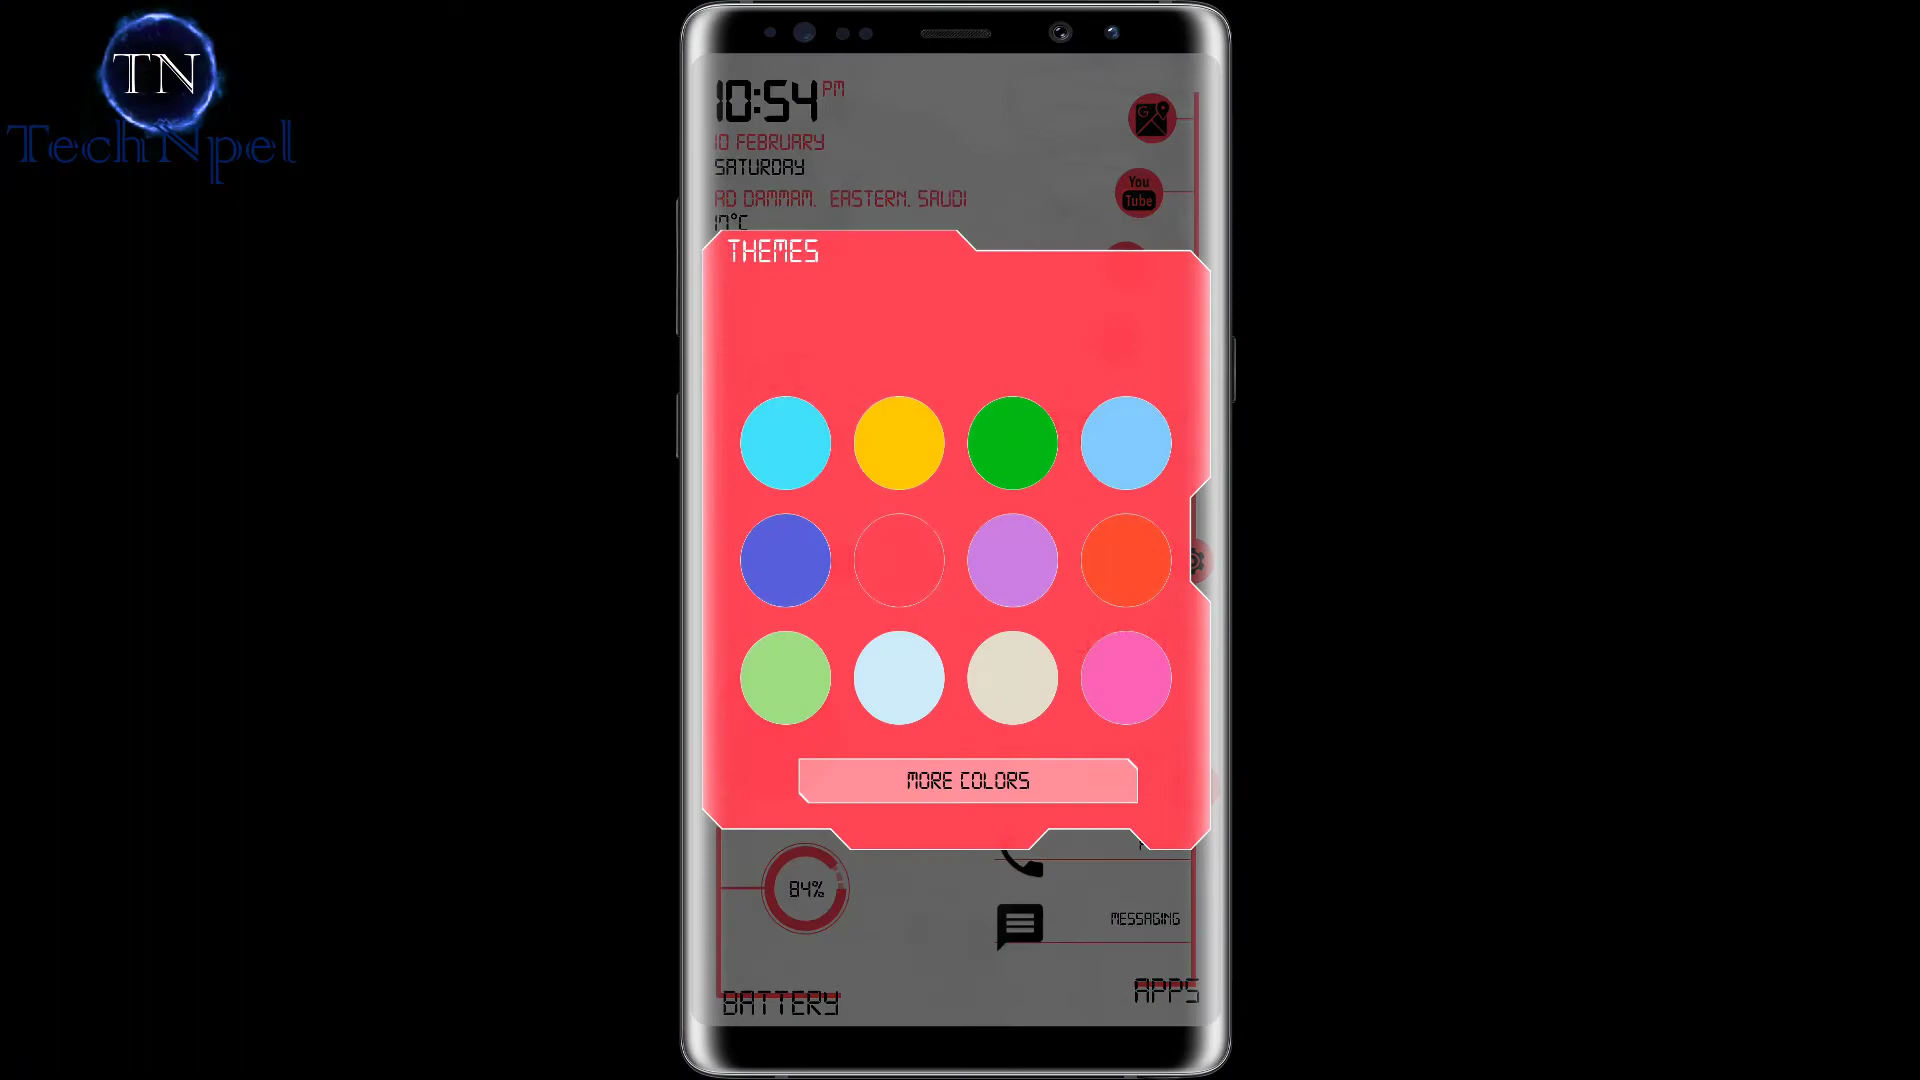 TN
TechNpel
10:54 PM
10 FEBRUARY
SATURDAY
AD DAMMAM, EASTERN, SAUDI
17°C
You
Tube
THEMES
MORE COLORS
84%
MESSAGING
BATTERY
APPS